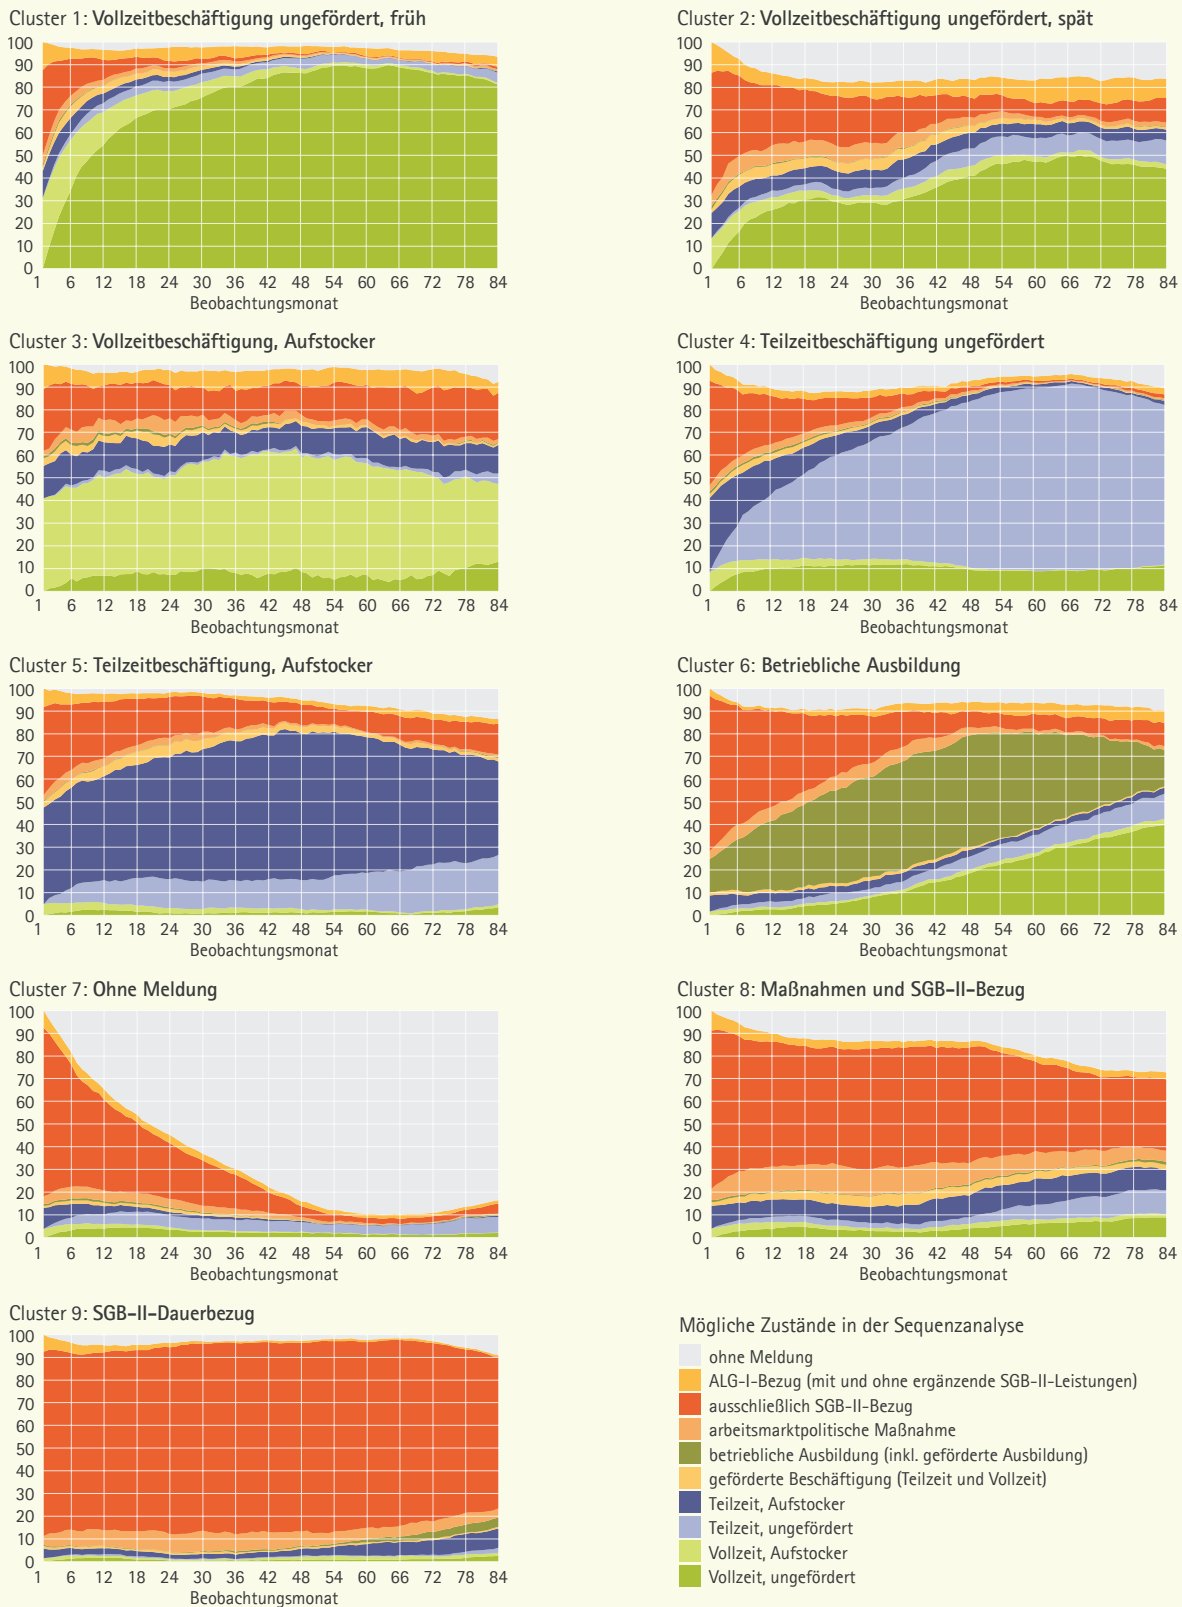 Cluster 1: Vollzeitbeschäftigung ungefördert, früh
100
90
80
70
60
50
40
30
20
10
0
1 6 12 18 24 30 36 42 48 54 60 66 72 78 84
Beobachtungsmonat
Cluster 2: Vollzeitbeschäftigung ungefördert, spät
100
90
80
70
60
50
40
30
20
10
0
1 6 12 18 24 30 36 42 48 54 60 66 72 78 84
Beobachtungsmonat
Cluster 3: Vollzeitbeschäftigung, Aufstocker
100
90
80
70
60
50
40
30
20
10
0
1 6 12 18 24 30 36 42 48 54 60 66 72 78 84
Beobachtungsmonat
Cluster 4: Teilzeitbeschäftigung ungefördert
100
90
80
70
60
50
40
30
20
10
0
1 6 12 18 24 30 36 42 48 54 60 66 72 78 84
Beobachtungsmonat
Cluster 5: Teilzeitbeschäftigung, Aufstocker
100
90
80
70
60
50
40
30
20
10
0
1 6 12 18 24 30 36 42 48 54 60 66 72 78 84
Beobachtungsmonat
Cluster 6: Betriebliche Ausbildung
100
90
80
70
60
50
40
30
20
10
0
1 6 12 18 24 30 36 42 48 54 60 66 72 78 84
Beobachtungsmonat
Cluster 7: Ohne Meldung
100
90
80
70
60
50
40
30
20
10
0
1 6 12 18 24 30 36 42 48 54 60 66 72 78 84
Beobachtungsmonat
Cluster 8: Maßnahmen und SGB-II-Bezug
100
90
80
70
60
50
40
30
20
10
0
1 6 12 18 24 30 36 42 48 54 60 66 72 78 84
Beobachtungsmonat
Cluster 9: SGB-II-Dauerbezug
100
90
80
70
60
50
40
30
20
10
0
1 6 12 18 24 30 36 42 48 54 60 66 72 78 84
Beobachtungsmonat
Mögliche Zustände in der Sequenzanalyse
ohne Meldung
ALG-I-Bezug (mit und ohne ergänzende SGB-II-Leistungen)
ausschließlich SGB-II-Bezug
arbeitsmarktpolitische Maßnahme
betriebliche Ausbildung (inkl. geförderte Ausbildung)
geförderte Beschäftigung (Teilzeit und Vollzeit)
Teilzeit, Aufstocker
Teilzeit, ungefördert
Vollzeit, Aufstocker
Vollzeit, ungefördert